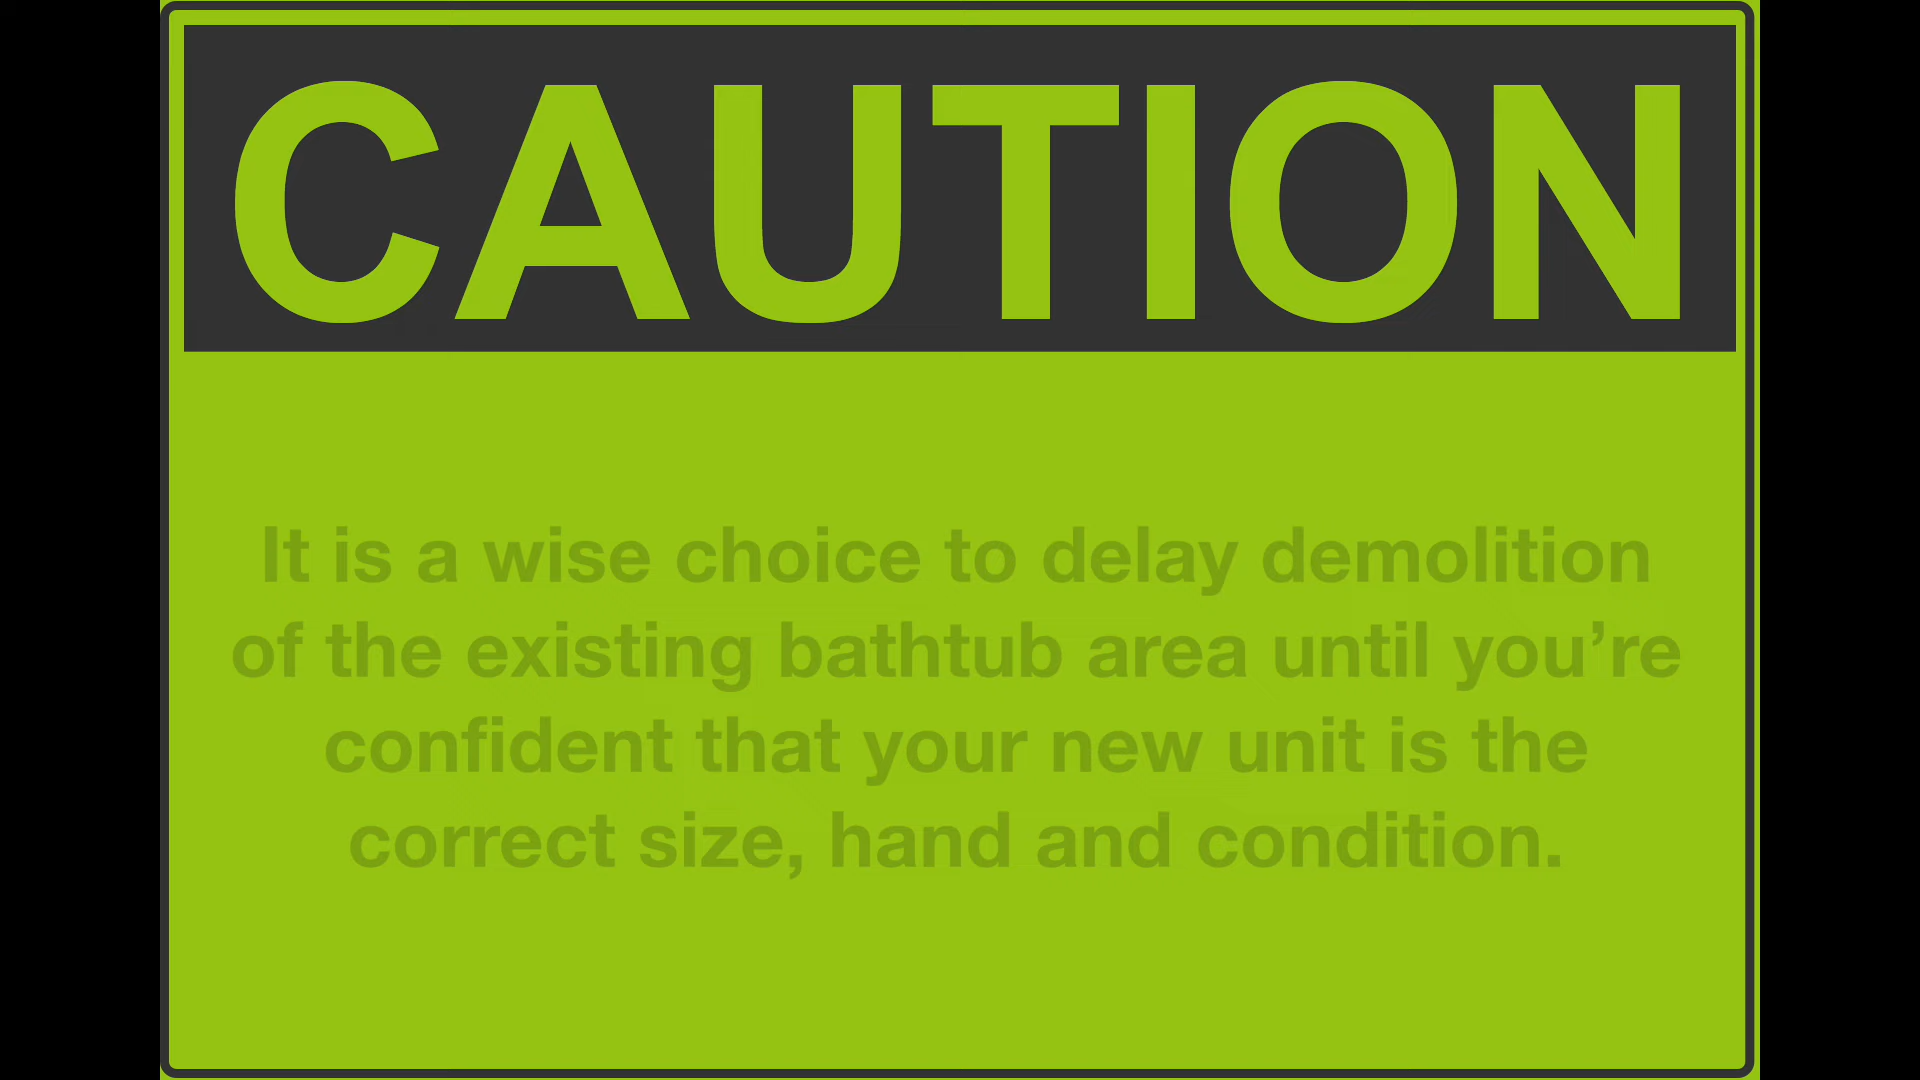 CAUTION
It is a wise choice to delay demolition
of the existing bathtub area until you’re
confident that your new unit is the
correct size, hand and condition.